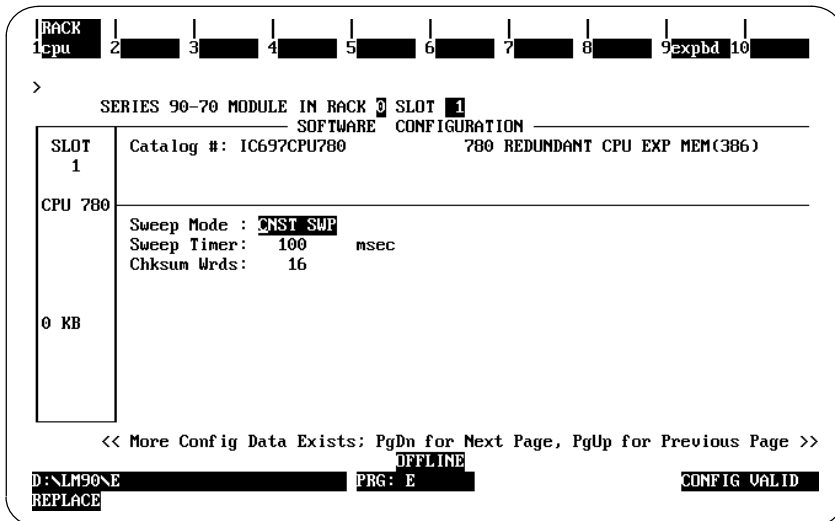 RACK
1cpu 2 3 4 5 6 7 8 9expbd 10
>
SERIES 90-70 MODULE IN RACK 0 SLOT 1
SOFTWARE CONFIGURATION
SLOT
1
Catalog #: IC697CPU780 780 REDUNDANT CPU EXP MEM(386)
CPU 780
Sweep Mode : CNST SWP
Sweep Timer: 100 msec
Chksum Wrds: 16
0 KB
<< More Config Data Exists; PgDn for Next Page, PgUp for Previous Page >>
OFFLINE
D:\LM90\E PRG: E CONFIG VALID
REPLACE